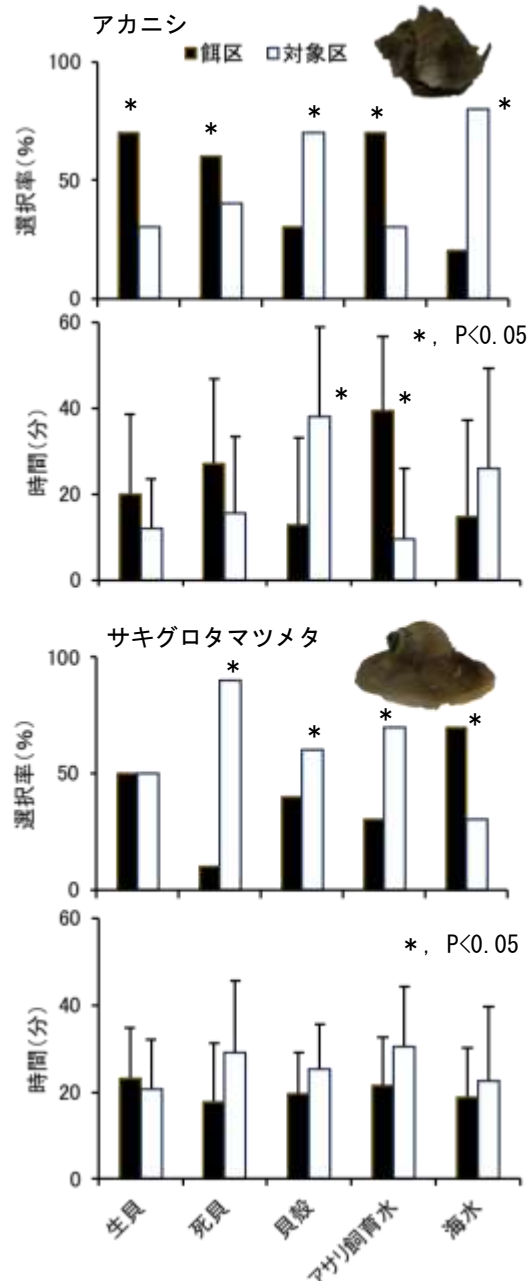 アカニシ
■餌区 □対象区
100
50
0
選択率(%)
* * * * *
60
40
20
0
時間(分)
*, P<0.05
* *
サキグロタマツメタ
100
50
0
選択率(%)
* * * *
60
40
20
0
時間(分)
*, P<0.05
生貝
死貝
貝殻
アサリ飼育水
海水